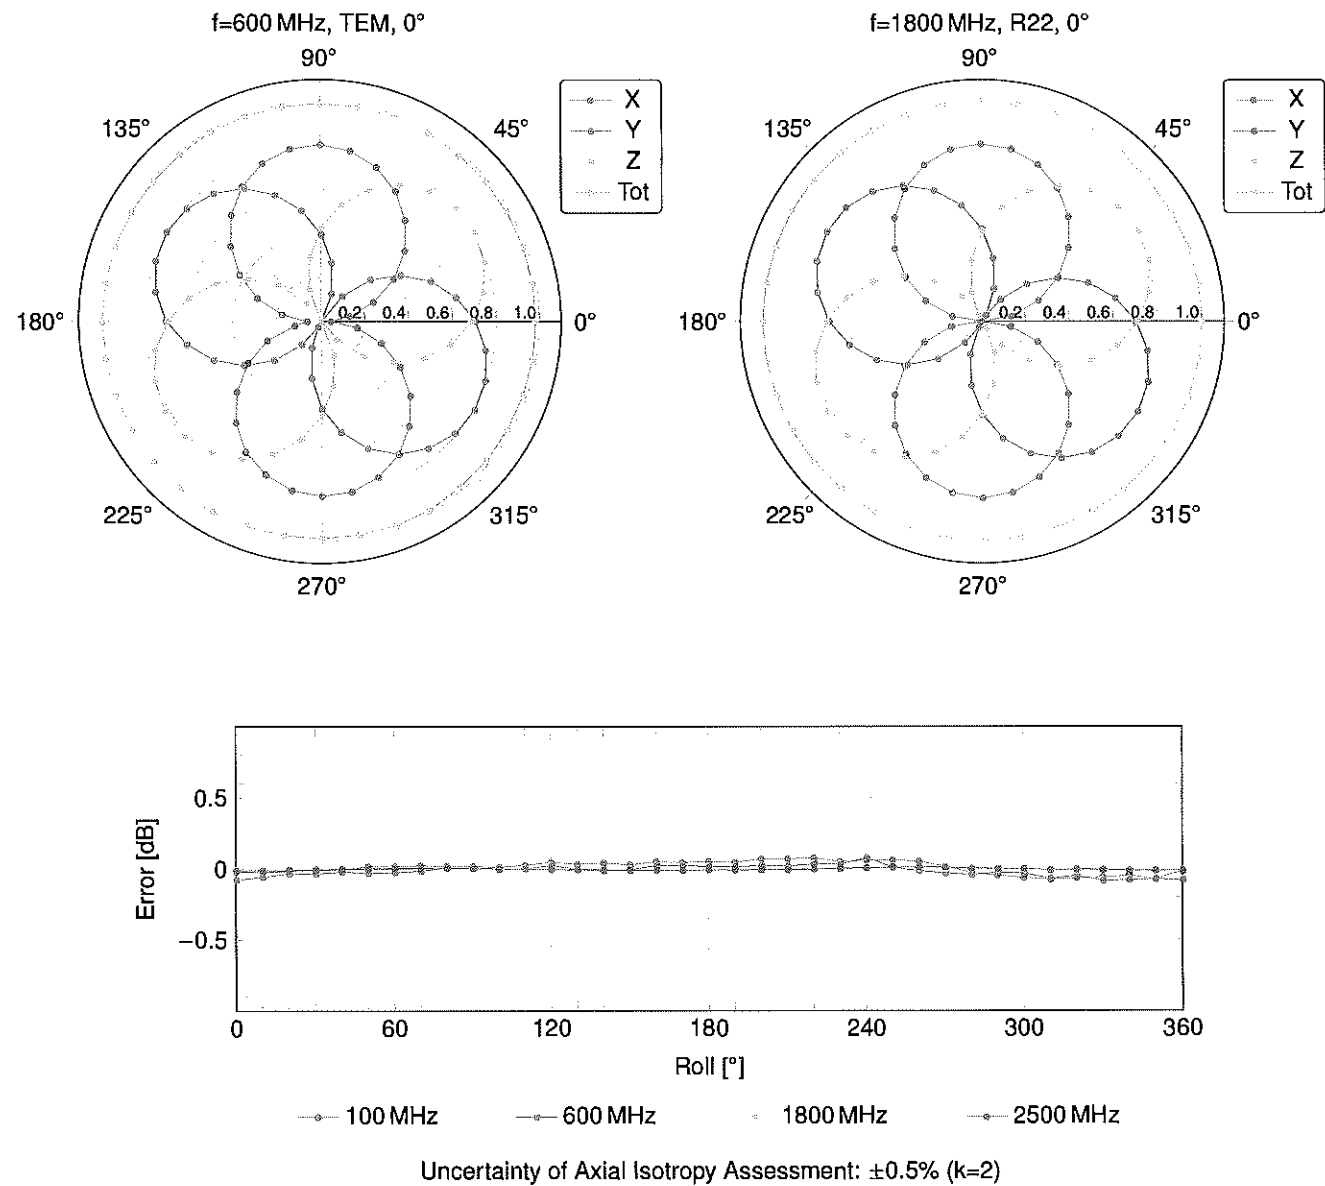 f=600 MHz, TEM, 0°
90°
135°
45°
X
Y
Z
Tot
180°
0.2 0.4 0.6 0.8 1.0
0°
225°
315°
270°
f=1800 MHz, R22, 0°
90°
135°
45°
X
Y
Z
Tot
180°
0.2 0.4 0.6 0.8 1.0
0°
225°
315°
270°
Error [dB]
0.5
0
−0.5
0 60 120 180 240 300 360
Roll [°]
100 MHz 600 MHz 1800 MHz 2500 MHz
Uncertainty of Axial Isotropy Assessment: ±0.5% (k=2)